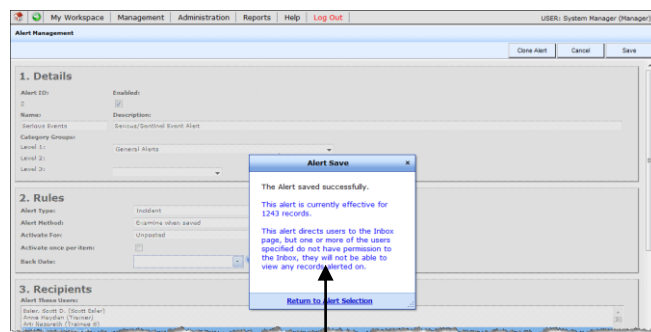 My Workspace Management Administration Reports Help Log Out USER: System Manager (Manager)
Alert Management
Clone Alert Cancel Save
1. Details
Alert ID: Enabled:
2
Name: Description:
Serious Events Serious/Sentinel Event Alert
Category Groups:
Level 1: General Alerts
Level 2:
Level 3:
Alert Save ×
The Alert saved successfully.
This alert is currently effective for
1243 records.
This alert directs users to the Inbox
page, but one or more of the users
specified do not have permission to
the Inbox, they will not be able to
view any records alerted on.
Return to Alert Selection
2. Rules
Alert Type: Incident
Alert Method: Examine when saved
Activate For: Unposted
Activate once per item:
Back Date:
3. Recipients
Alert These Users:
Esler, Scott D. (Scott Esler)
Anne Haydan (Trainer)